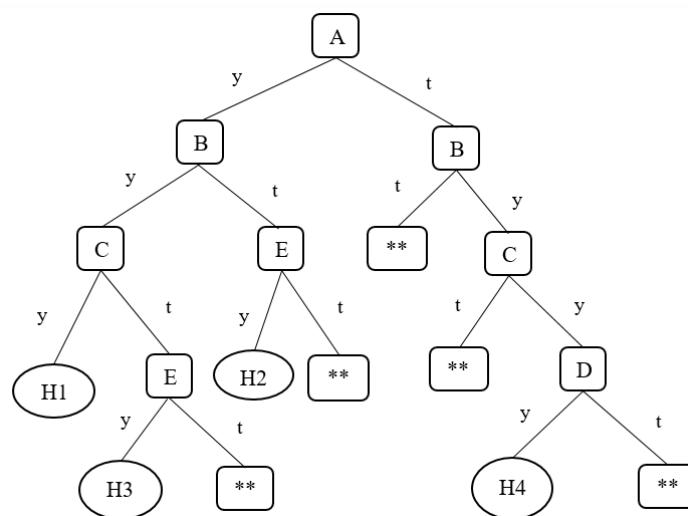 A
y t
B B
y t t y
C E ** C
y t y t t y
H1 E H2 ** ** D
y t y t
H3 ** H4 **